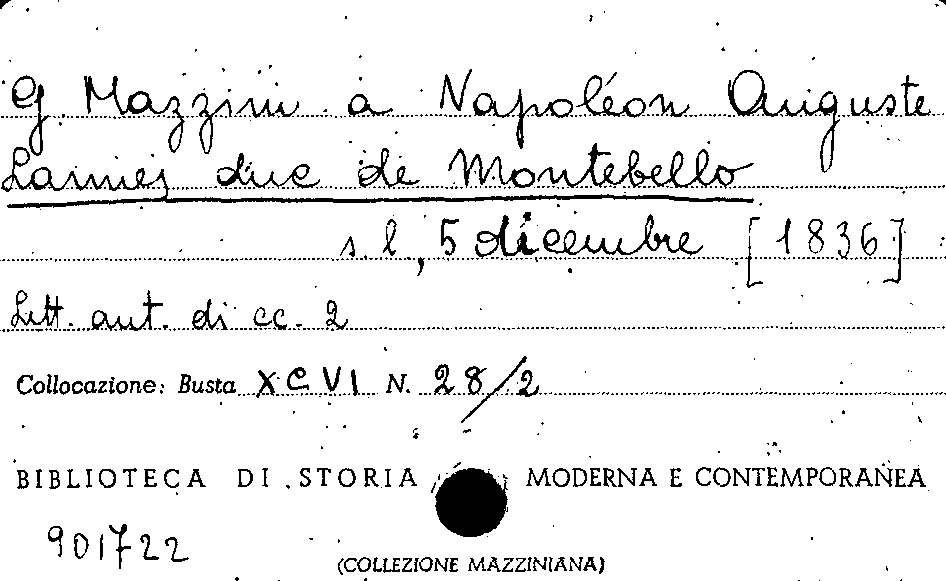 G. Mazzini a Napoléon Auguste
Lannes duc de Montebello
s. l., 5 dicembre [1836]
Lett. aut. di cc. 2
Collocazione: Busta XCVI N. 28/2
BIBLIOTECA DI STORIA MODERNA E CONTEMPORANEA
901722
(COLLEZIONE MAZZINIANA)